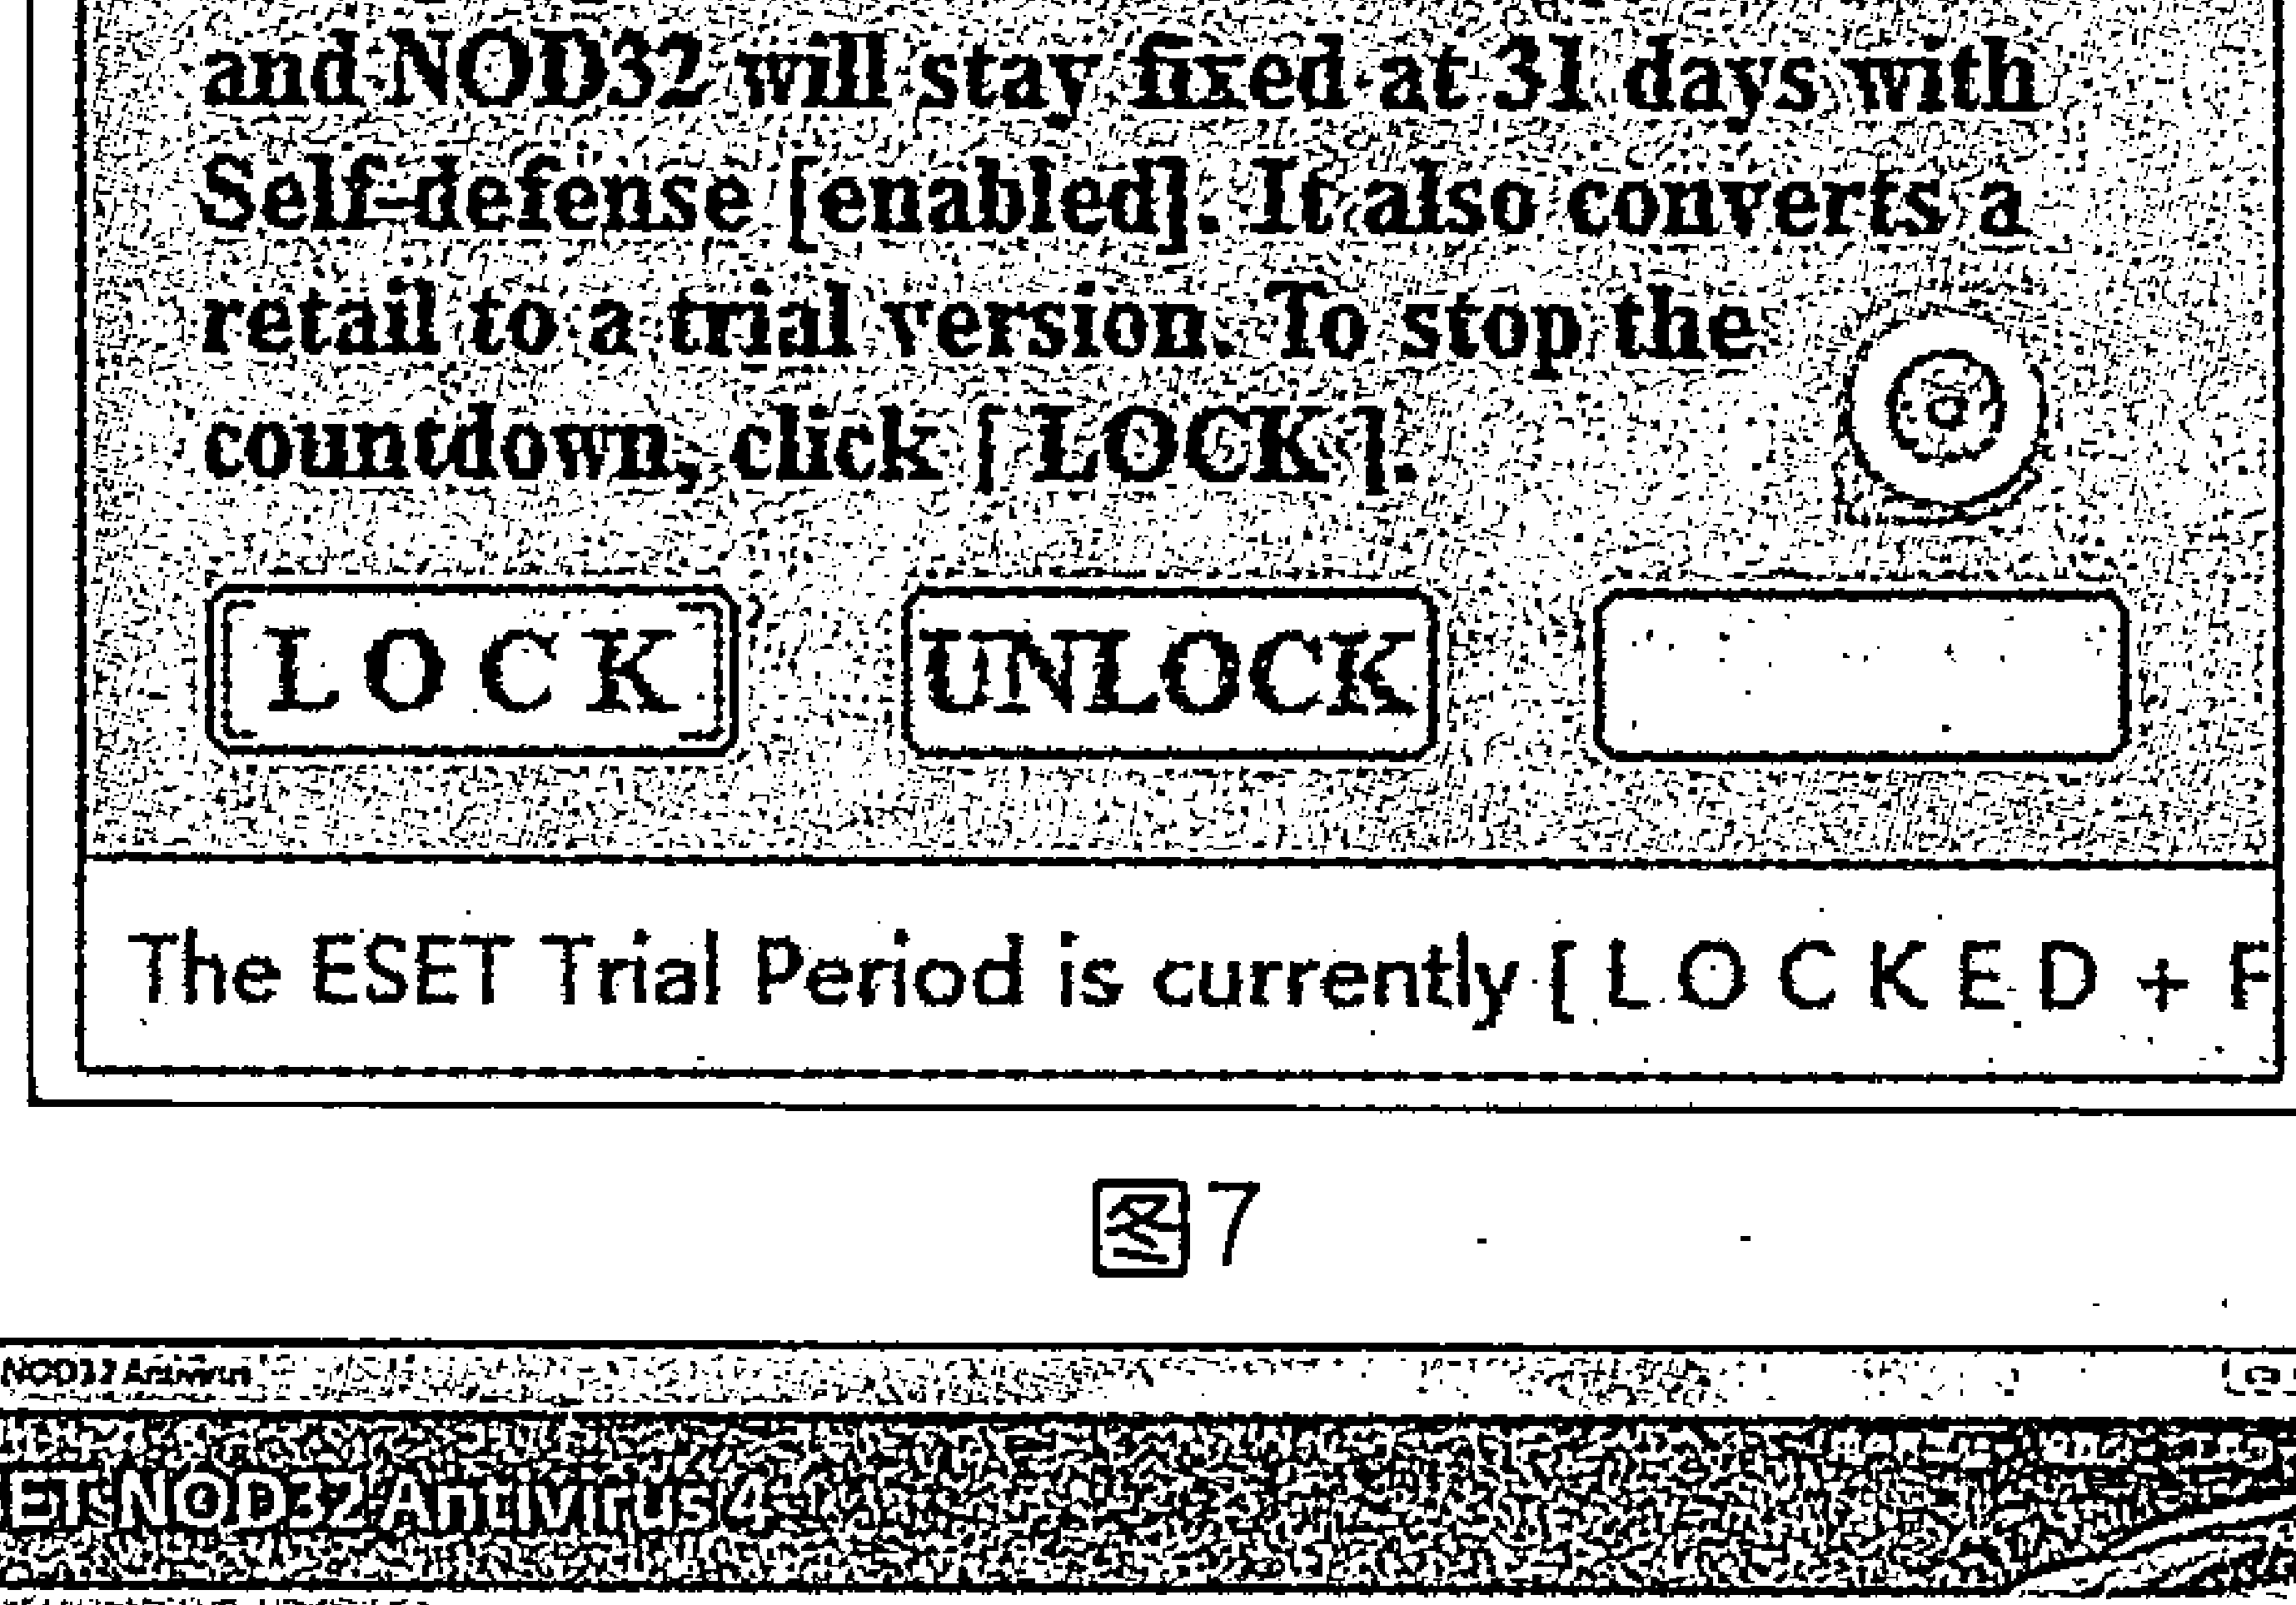 and NOD32 will stay fixed at 31 days with
Self-defense [enabled]. It also converts a
retail to a trial version. To stop the
countdown, click [ LOCK ].
L O C K
UNLOCK
The ESET Trial Period is currently [ L O C K E D + F
图7
NOD32 Antivirus
ET NOD32 Antivirus 4